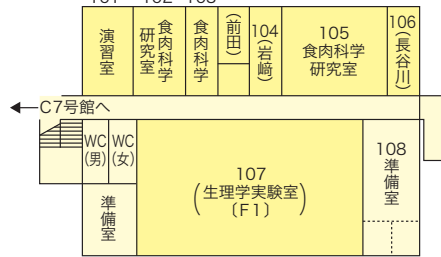 演習室
食肉科学
研究室
食肉科学
(前田)
104
(岩﨑)
105
食肉科学
研究室
106
(長谷川)
C7号館へ
WC
(男)
WC
(女)
準備室
107
(生理学実験室)
〔F1〕
108
準備室